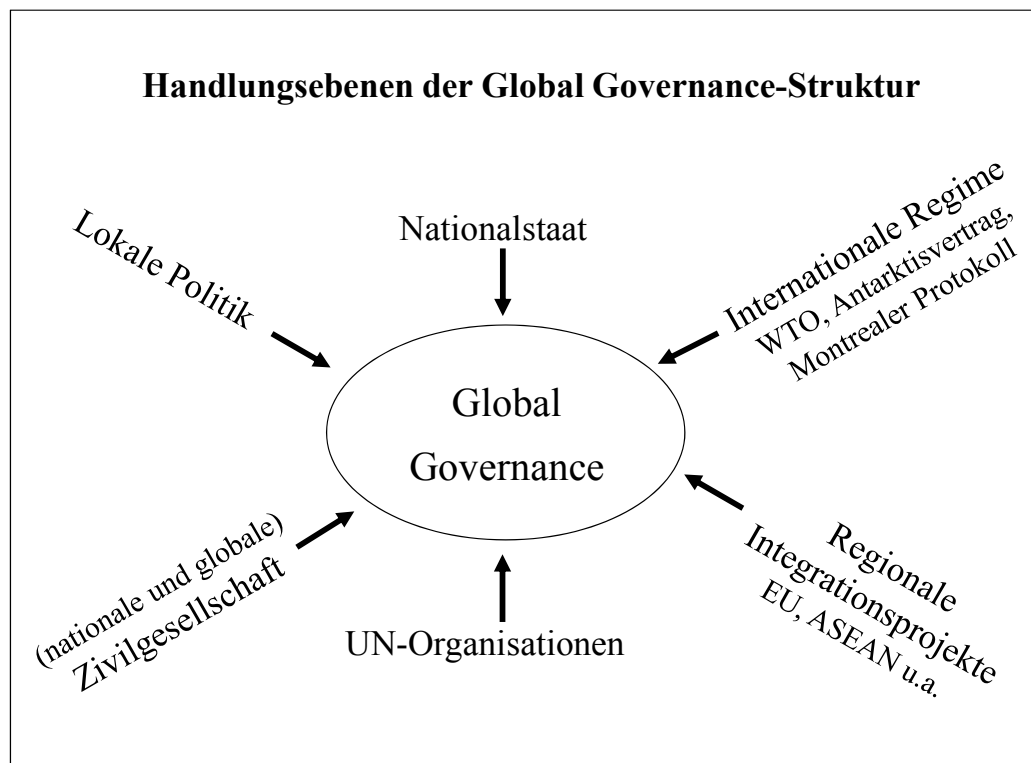 Handlungsebenen der Global Governance-Struktur
Lokale Politik
Nationalstaat
Internationale Regime
WTO, Antarktisvertrag,
Montrealer Protokoll
Global
Governance
(nationale und globale)
Zivilgesellschaft
UN-Organisationen
Regionale
Integrationsprojekte
EU, ASEAN u.a.